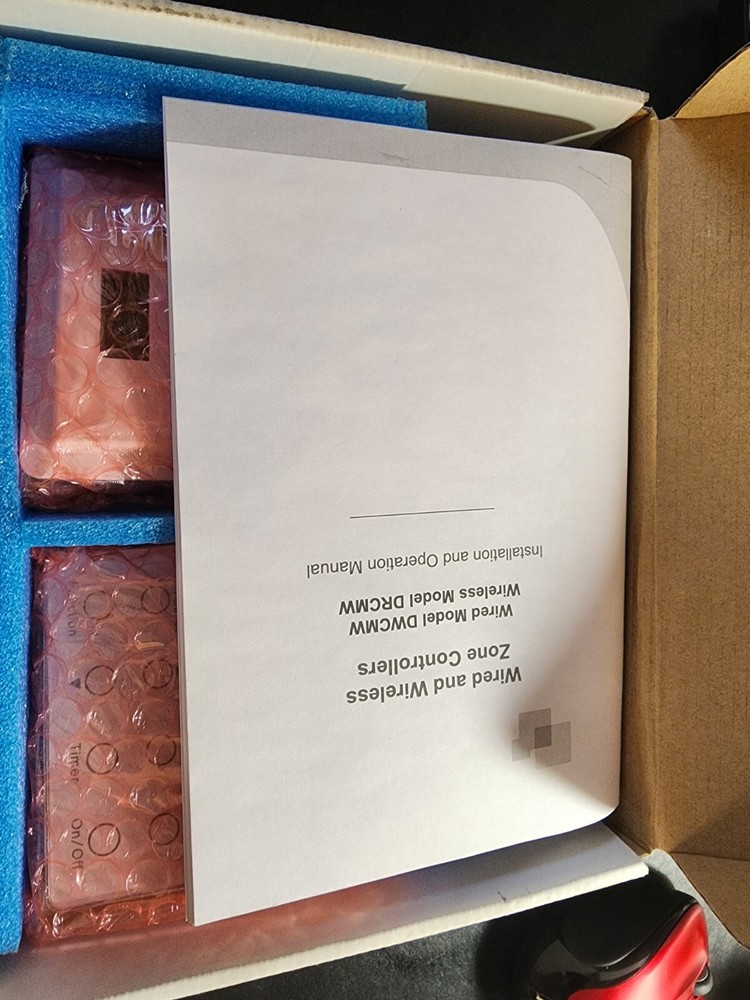 Wired and Wireless
Zone Controllers
Wired Model DWCMW
Wireless Model DRCMW
Installation and Operation Manual
Timer
On/Off